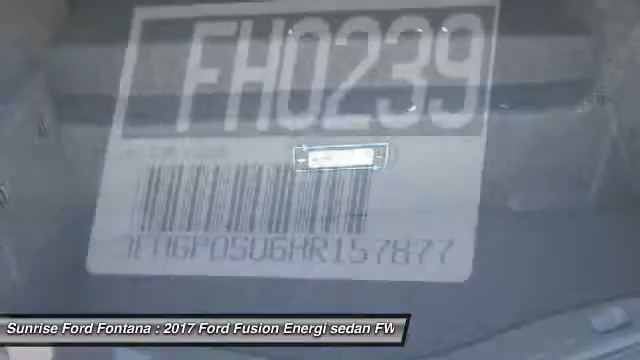 FH0239
3FA6P0SU6HR157877
Sunrise Ford Fontana : 2017 Ford Fusion Energi sedan FW